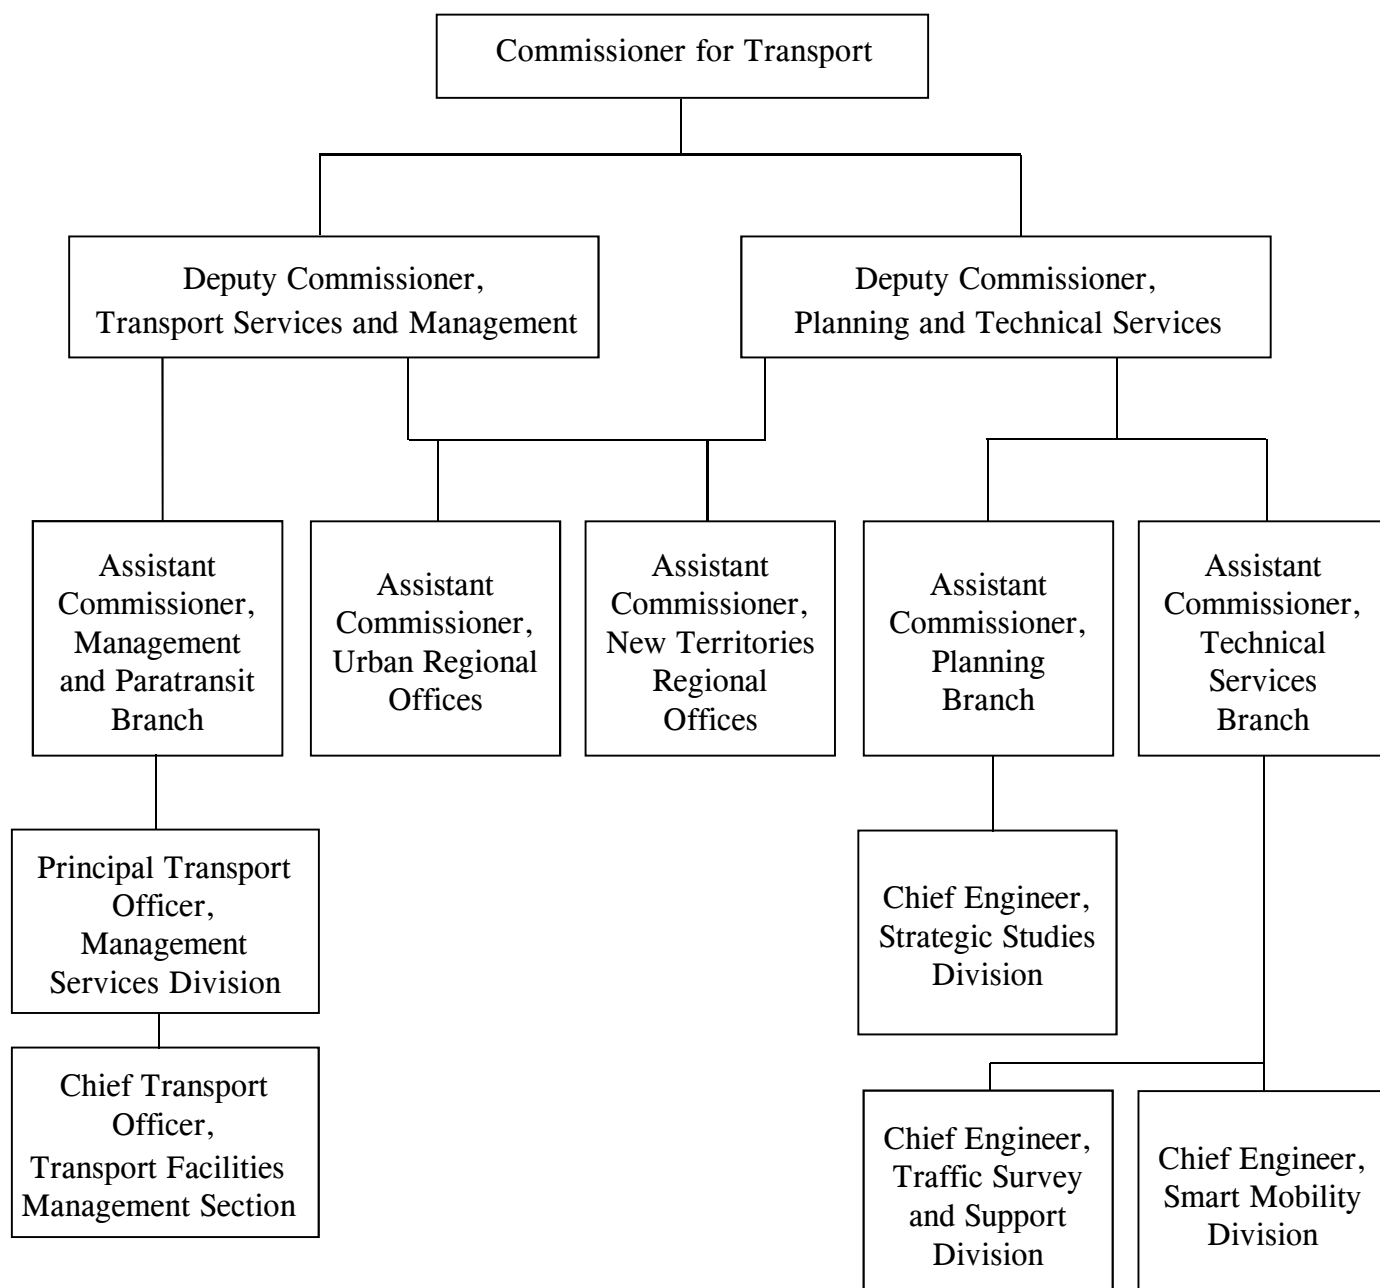 Commissioner for Transport
Deputy Commissioner,
Transport Services and Management
Deputy Commissioner,
Planning and Technical Services
Assistant
Commissioner,
Management
and Paratransit
Branch
Assistant
Commissioner,
Urban Regional
Offices
Assistant
Commissioner,
New Territories
Regional
Offices
Assistant
Commissioner,
Planning
Branch
Assistant
Commissioner,
Technical
Services
Branch
Principal Transport
Officer,
Management
Services Division
Chief Engineer,
Strategic Studies
Division
Chief Transport
Officer,
Transport Facilities
Management Section
Chief Engineer,
Traffic Survey
and Support
Division
Chief Engineer,
Smart Mobility
Division